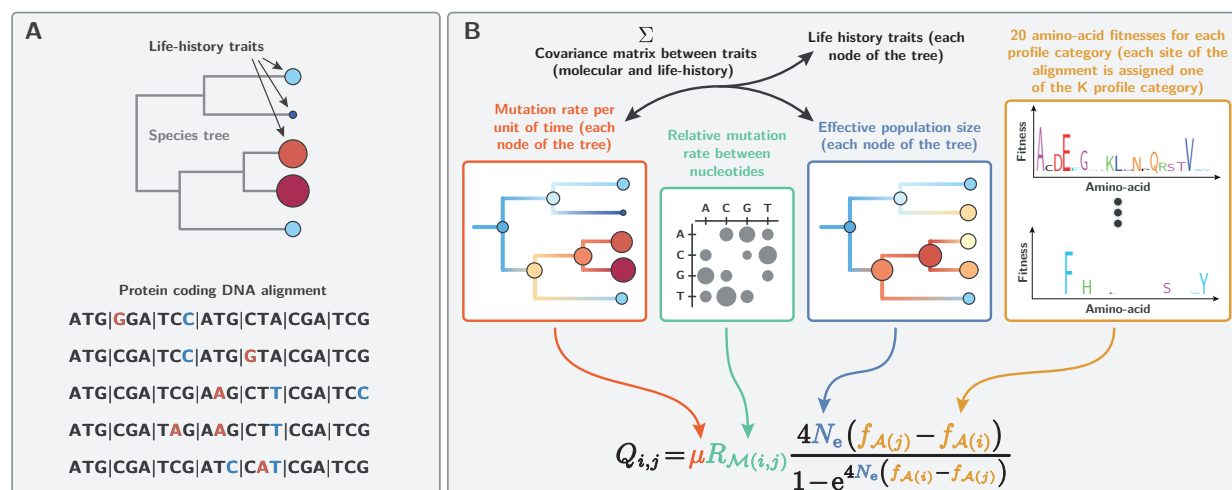 A
Life-history traits
Species tree
Protein coding DNA alignment
ATG|GGA|TCC|ATG|CTA|CGA|TCG
ATG|CGA|TCC|ATG|GTA|CGA|TCG
ATG|CGA|TCG|AAG|CTT|CGA|TCC
ATG|CGA|TAG|AAG|CTT|CGA|TCG
ATG|CGA|TCG|ATC|CAT|CGA|TCG
B
Σ
Covariance matrix between traits
(molecular and life-history)
Life history traits (each
node of the tree)
Mutation rate per
unit of time (each
node of the tree)
Relative mutation
rate between
nucleotides
A C G T
A
C
G
T
Effective population size
(each node of the tree)
20 amino-acid fitnesses for each
profile category (each site of the
alignment is assigned one
of the K profile category)
Fitness
A C D E G K L N Q R S T V
Amino-acid
Fitness
F H S Y
Amino-acid
Q_{i,j} = μ R_{M(i,j)} \frac{4N_e(f_{A(j)} − f_{A(i)})}{1 − e^{4N_e(f_{A(i)} − f_{A(j)})}}